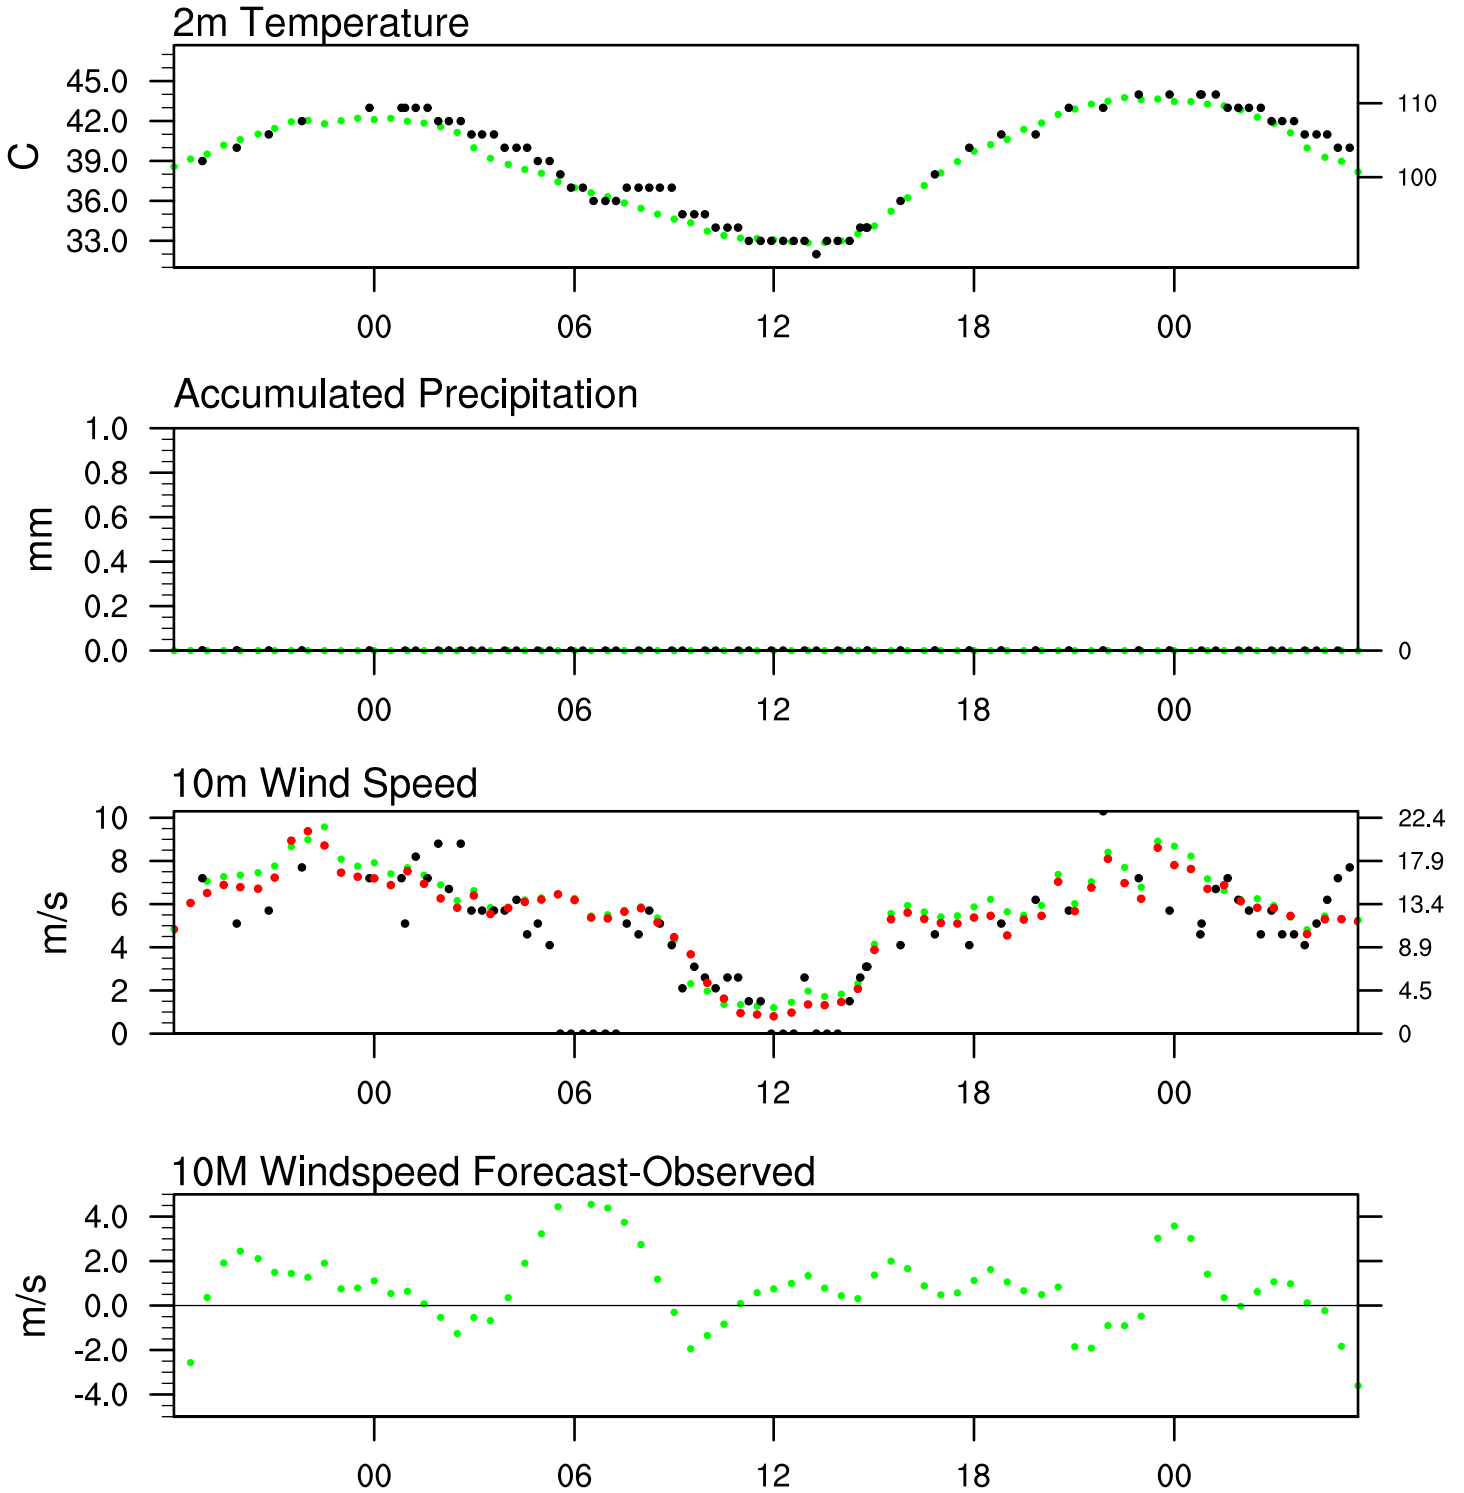 2m Temperature
C
45.0
42.0
39.0
36.0
33.0
110
100
00 06 12 18 00
Accumulated Precipitation
mm
1.0
0.8
0.6
0.4
0.2
0.0
0
00 06 12 18 00
10m Wind Speed
m/s
10
8
6
4
2
0
22.4
17.9
13.4
8.9
4.5
0
00 06 12 18 00
10M Windspeed Forecast-Observed
m/s
4.0
2.0
0.0
-2.0
-4.0
00 06 12 18 00